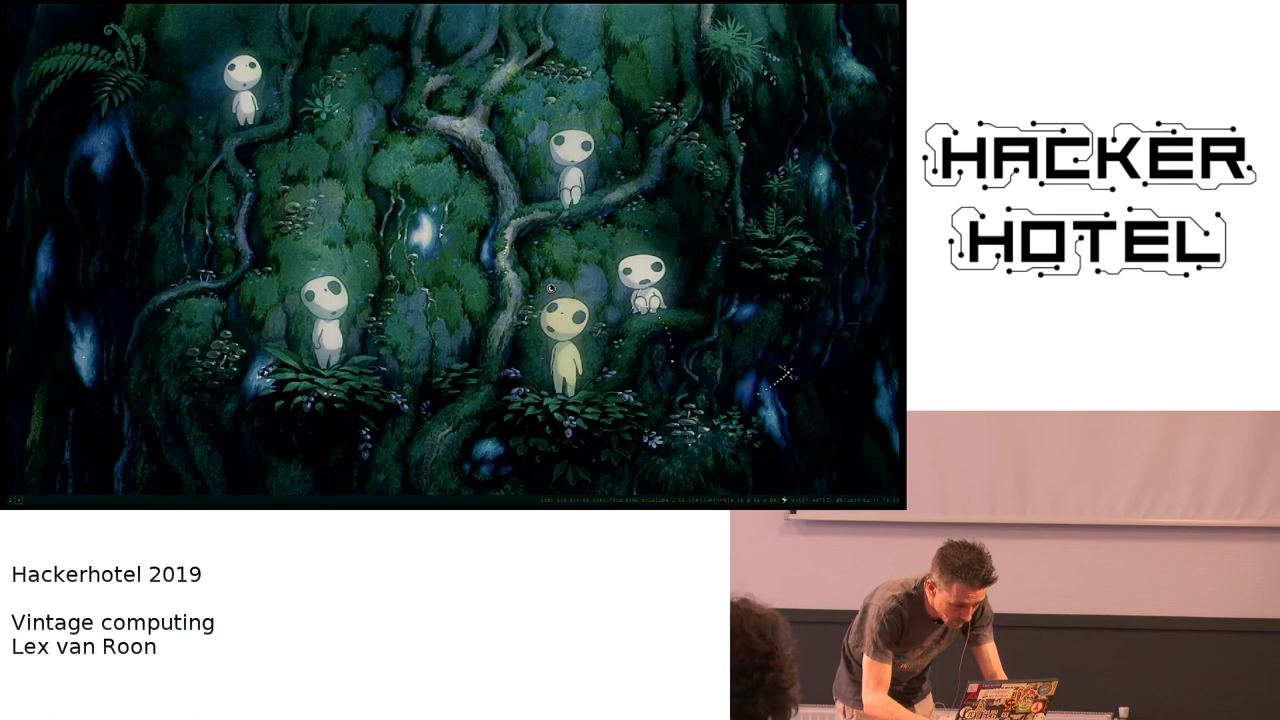 HACKER
HOTEL
Hackerhotel 2019
Vintage computing
Lex van Roon